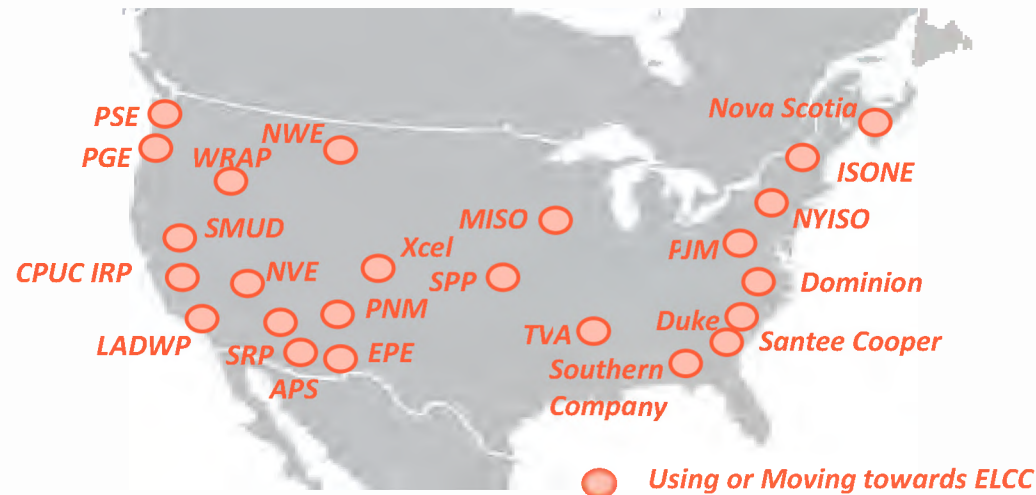 Nova Scotia
PSE
NWE
PGE
WRAP
ISONE
NYISO
SMUD
MISO
PJM
Xcel
CPUC IRP
NVE
SPP
Dominion
PNM
Duke
TVA
Santee Cooper
LADWP
SRP
EPE
Southern
Company
APS
Using or Moving towards ELCC